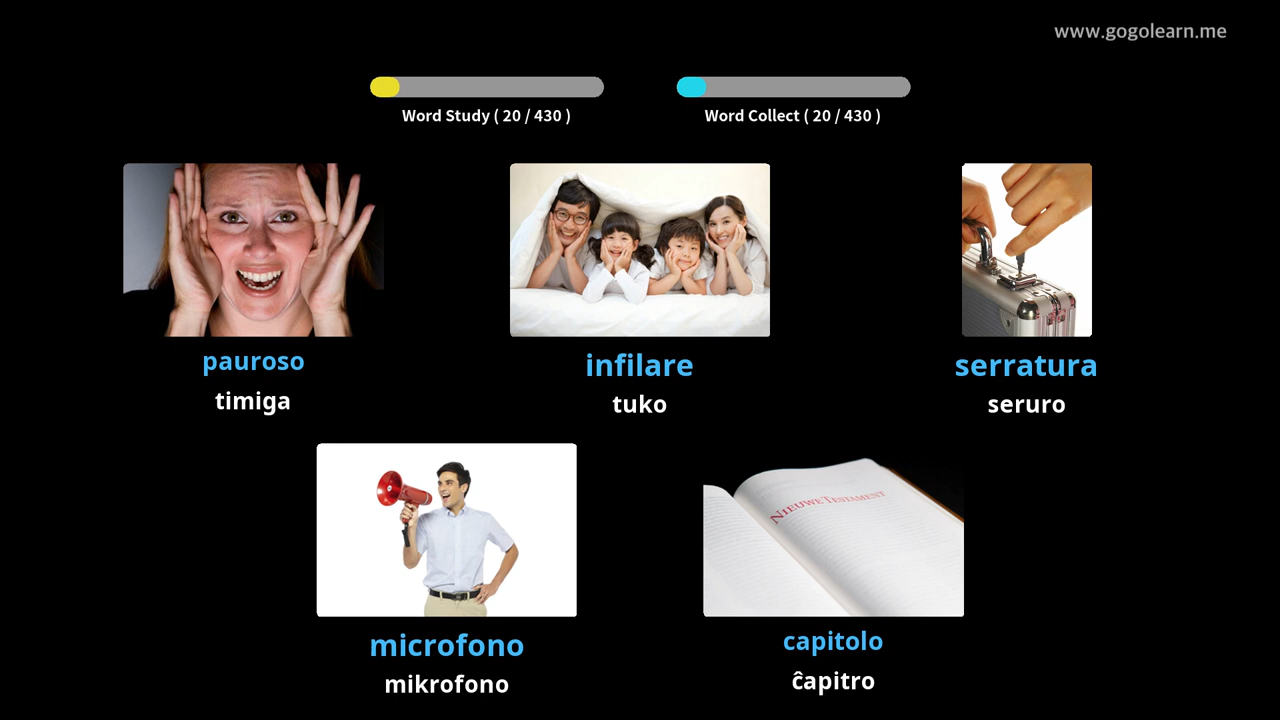 www.gogolearn.me
Word Study ( 20 / 430 )
Word Collect ( 20 / 430 )
pauroso
timiga
infilare
tuko
serratura
seruro
NIEUWE TESTAMENT
microfono
mikrofono
capitolo
ĉapitro